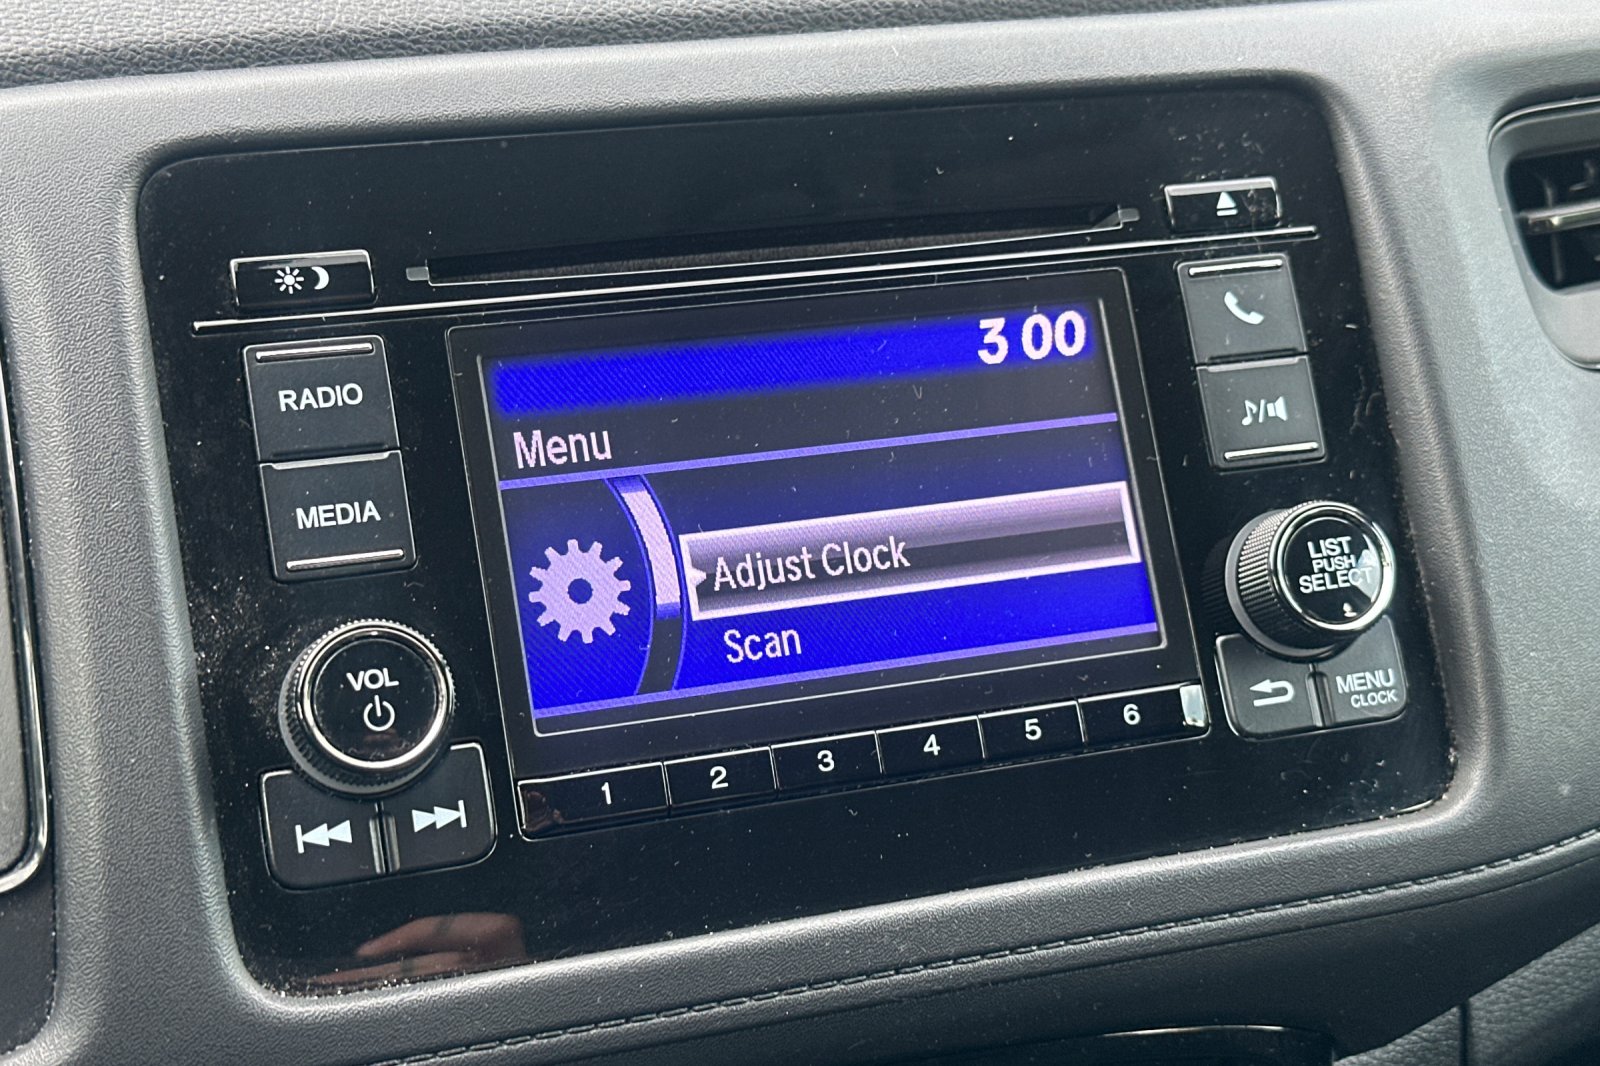 3 00
RADIO
Menu
MEDIA
Adjust Clock
LIST
PUSH
SELECT
Scan
VOL
MENU
CLOCK
1 2 3 4 5 6